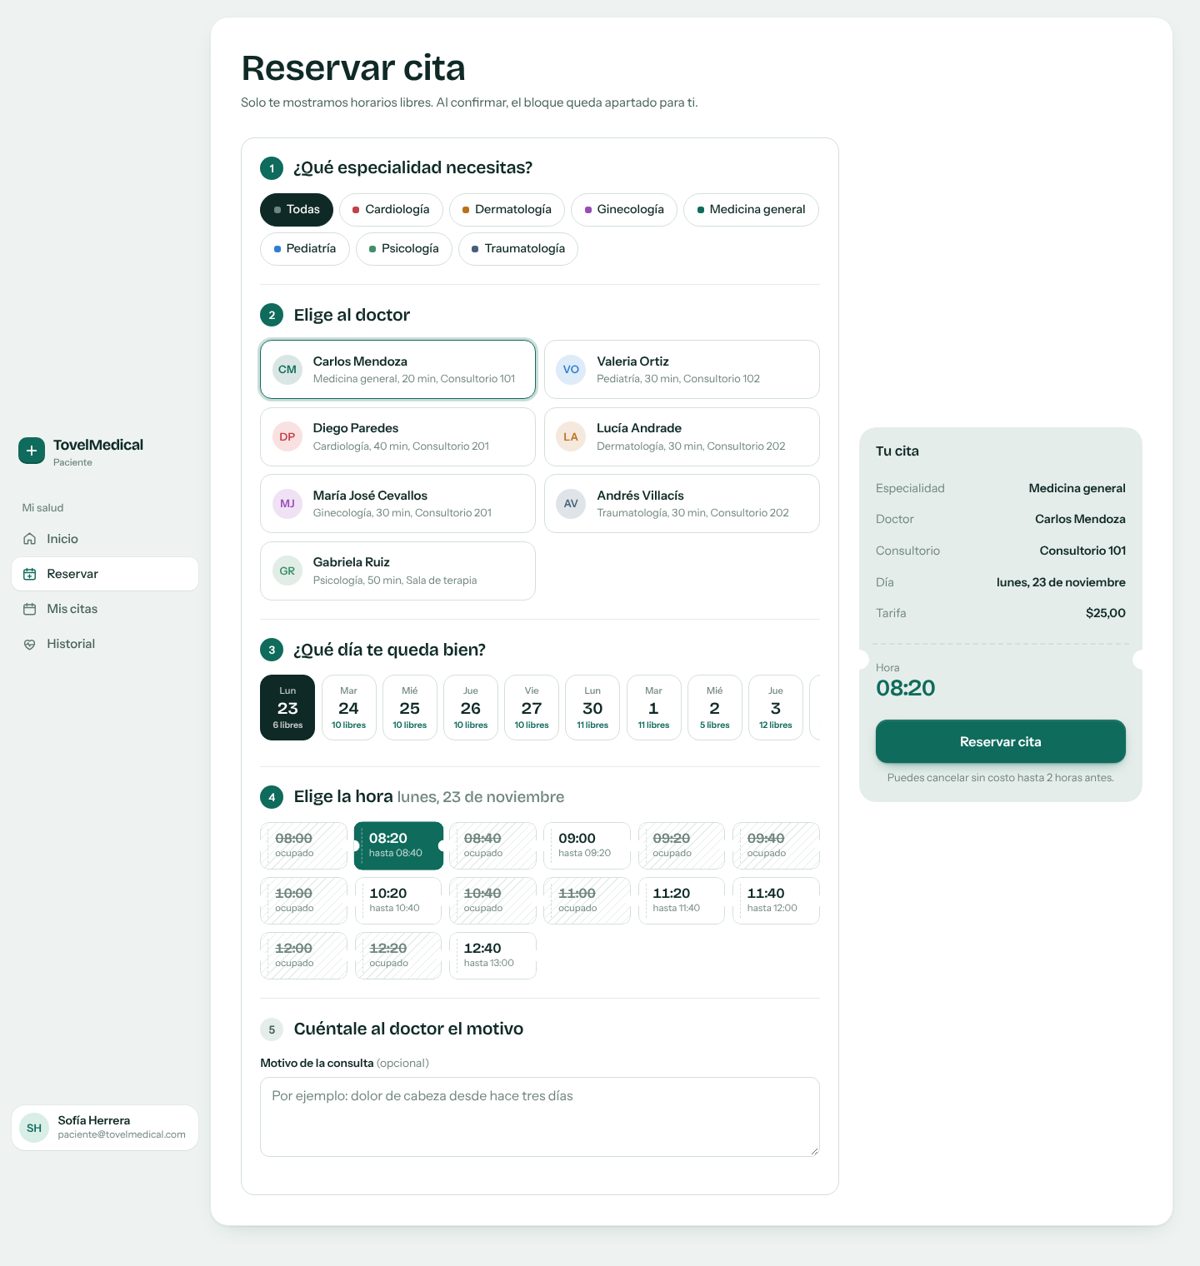 TovelMedical
Paciente
Mi salud
Inicio
Reservar
Mis citas
Historial
SH
Sofía Herrera
paciente@tovelmedical.com
Reservar cita
Solo te mostramos horarios libres. Al confirmar, el bloque queda apartado para ti.
1 ¿Qué especialidad necesitas?
Todas Cardiología Dermatología Ginecología Medicina general
Pediatría Psicología Traumatología
2 Elige al doctor
CM
Carlos Mendoza
Medicina general, 20 min, Consultorio 101
VO
Valeria Ortiz
Pediatría, 30 min, Consultorio 102
DP
Diego Paredes
Cardiología, 40 min, Consultorio 201
LA
Lucía Andrade
Dermatología, 30 min, Consultorio 202
MJ
María José Cevallos
Ginecología, 30 min, Consultorio 201
AV
Andrés Villacís
Traumatología, 30 min, Consultorio 202
GR
Gabriela Ruiz
Psicología, 50 min, Sala de terapia
3 ¿Qué día te queda bien?
Lun Mar Mié Jue Vie Lun Mar Mié Jue
23 24 25 26 27 30 1 2 3
6 libres 10 libres 10 libres 10 libres 10 libres 11 libres 11 libres 5 libres 12 libres
4 Elige la hora lunes, 23 de noviembre
08:00 08:20 08:40 09:00 09:20 09:40
ocupado hasta 08:40 ocupado hasta 09:20 ocupado ocupado
10:00 10:20 10:40 11:00 11:20 11:40
ocupado hasta 10:40 ocupado ocupado hasta 11:40 hasta 12:00
12:00 12:20 12:40
ocupado ocupado hasta 13:00
5 Cuéntale al doctor el motivo
Motivo de la consulta (opcional)
Por ejemplo: dolor de cabeza desde hace tres días
Tu cita
Especialidad Medicina general
Doctor Carlos Mendoza
Consultorio Consultorio 101
Día lunes, 23 de noviembre
Tarifa $25,00
Hora
08:20
Reservar cita
Puedes cancelar sin costo hasta 2 horas antes.